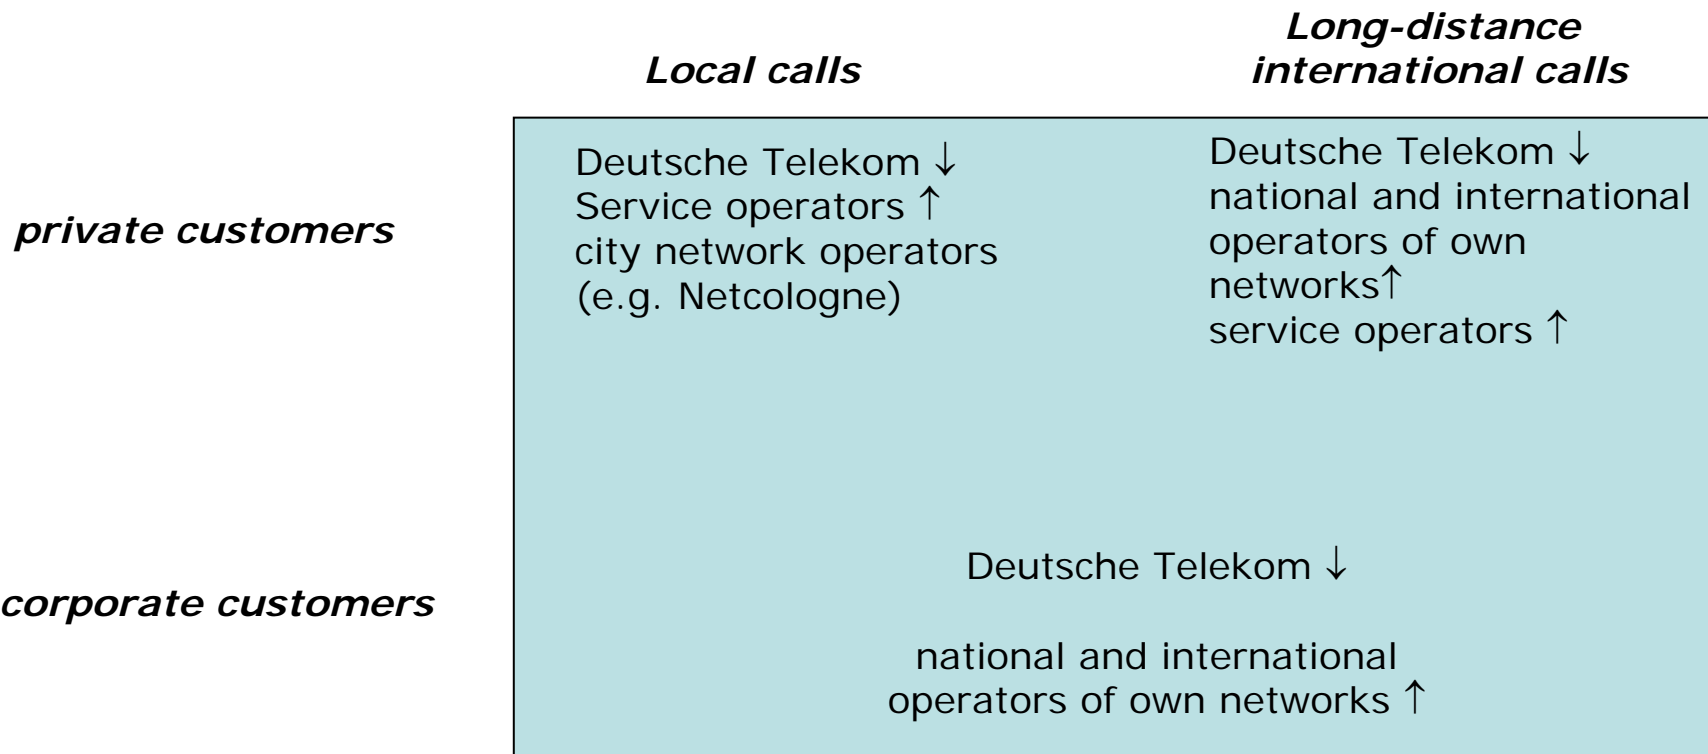 Local calls
Long-distance
international calls
private customers
Deutsche Telekom ↓
Service operators ↑
city network operators
(e.g. Netcologne)
Deutsche Telekom ↓
national and international
operators of own
networks↑
service operators ↑
corporate customers
Deutsche Telekom ↓
national and international
operators of own networks ↑